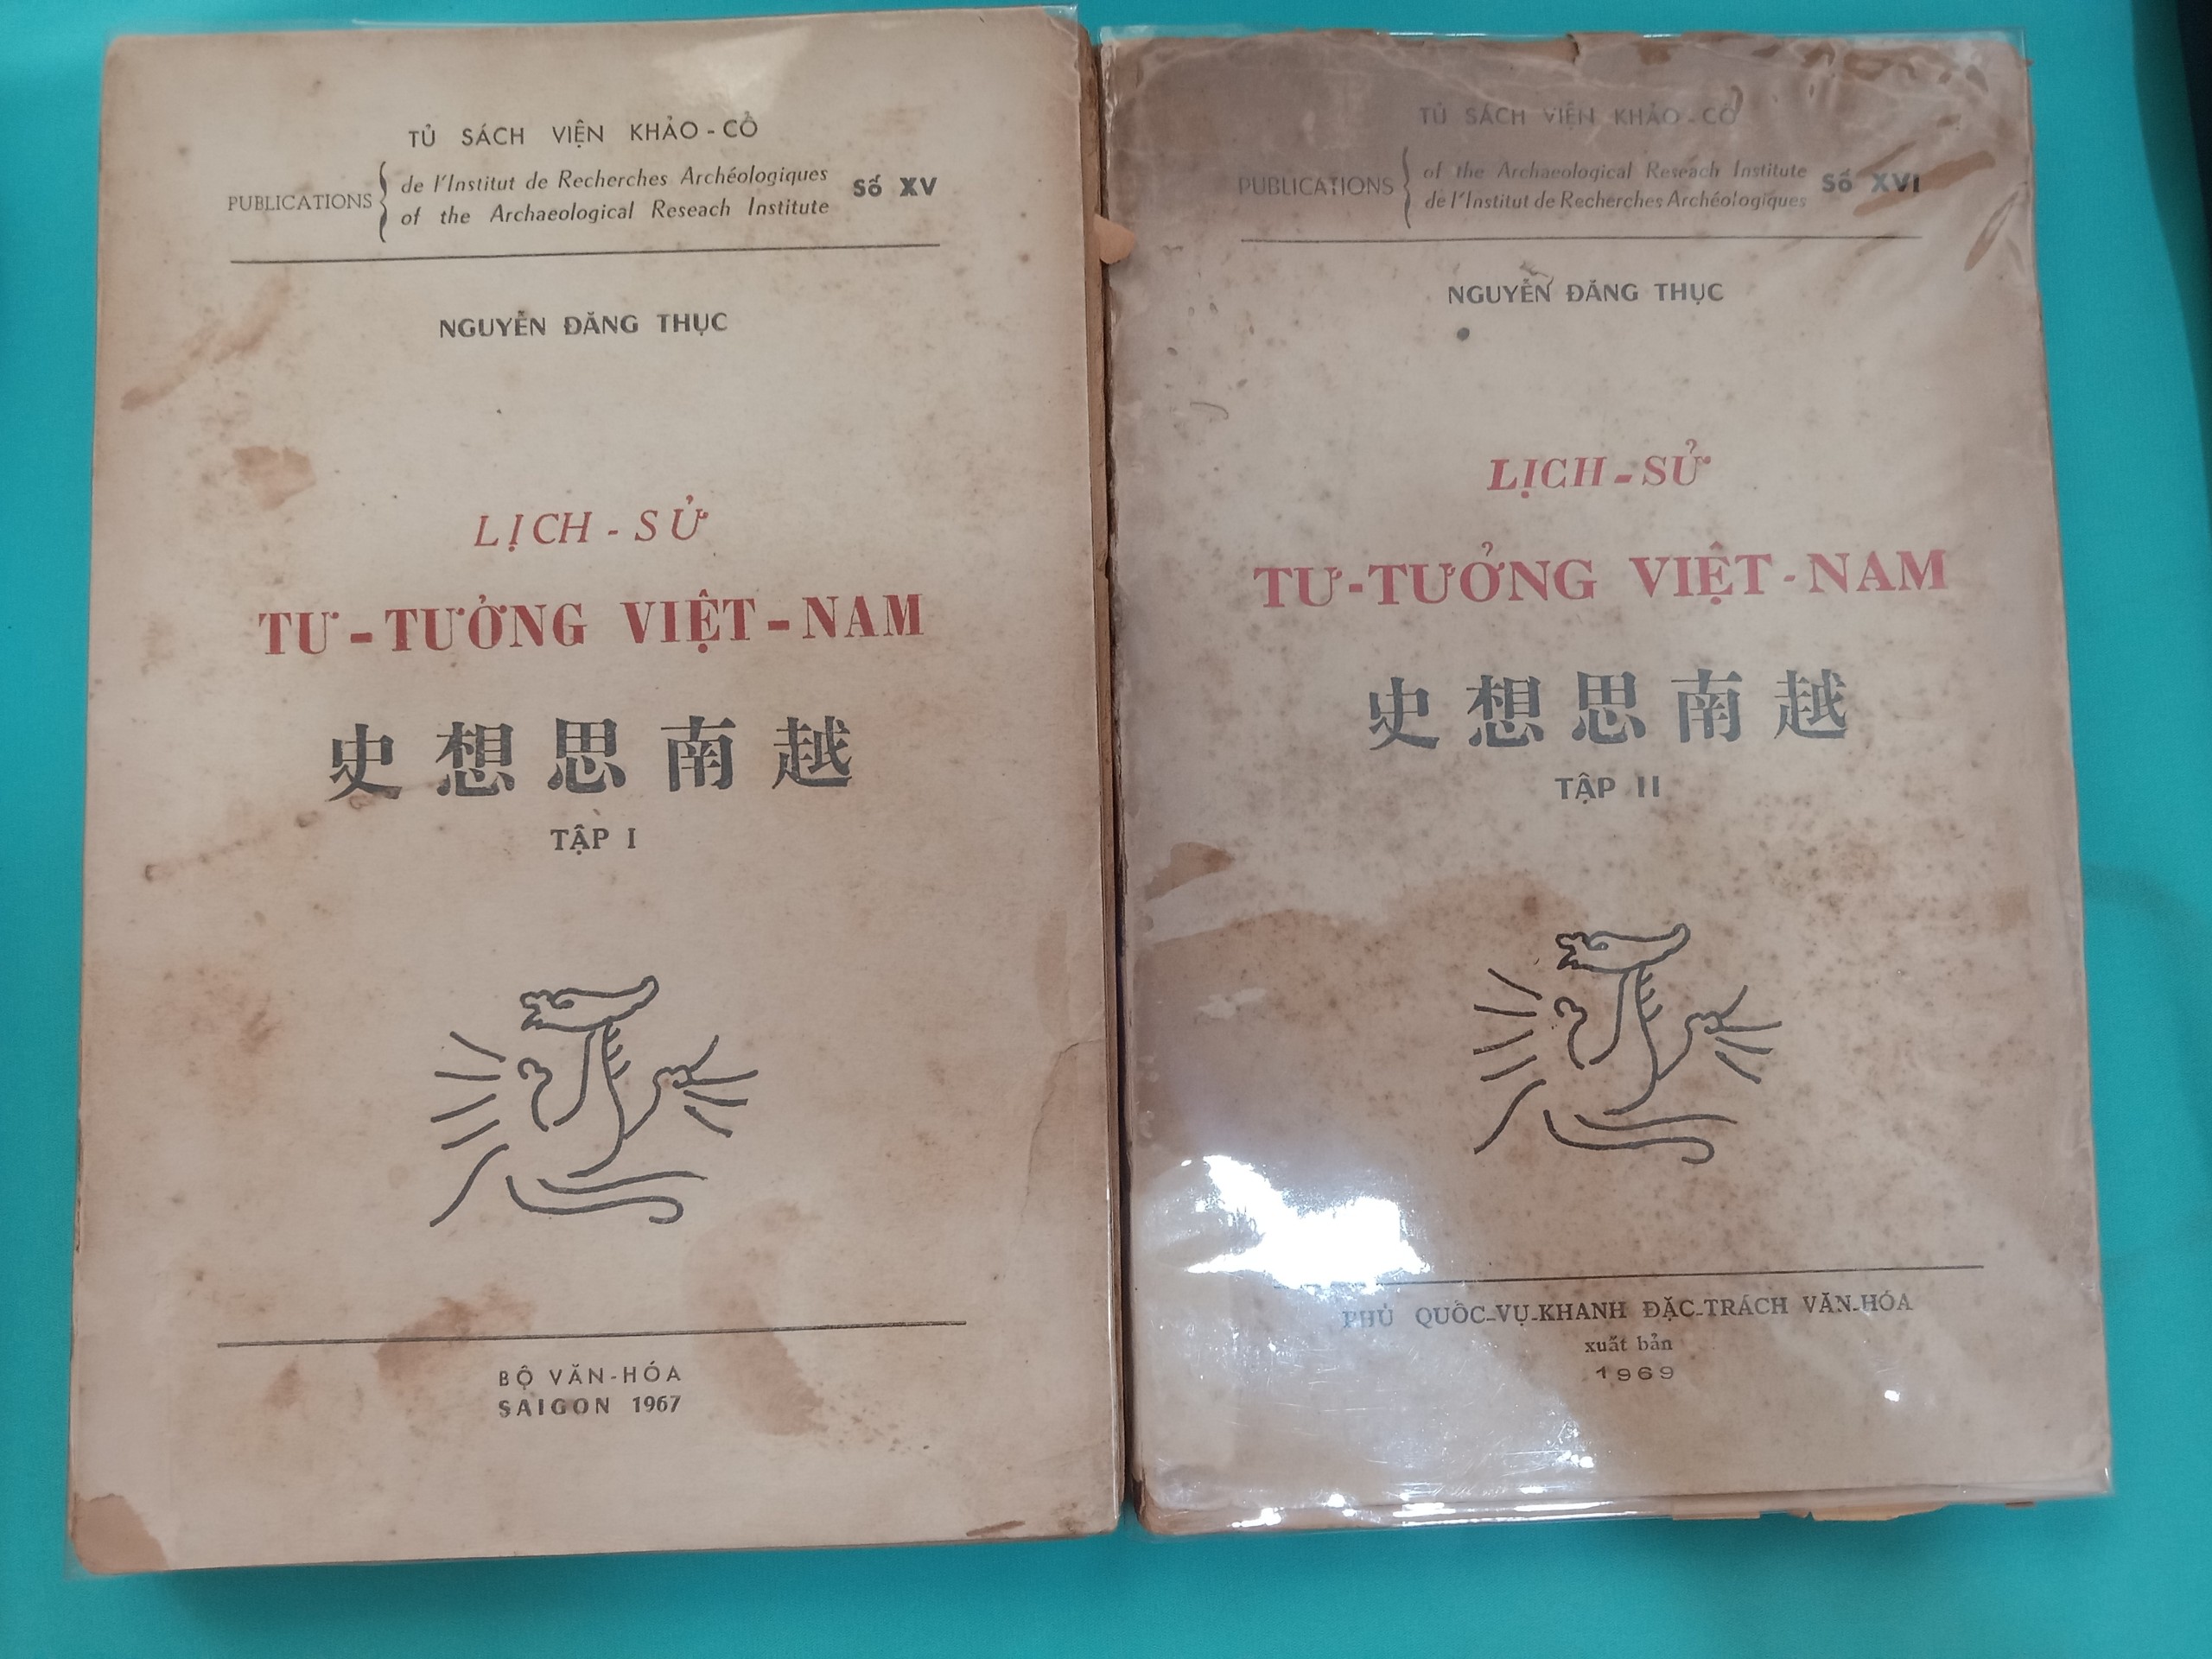 TỦ SÁCH VIỆN KHẢO-CỔ
PUBLICATIONS
de l'Institut de Recherches Archéologiques
of the Archaeological Reseach Institute
Số XV
NGUYỄN ĐĂNG THỤC
LỊCH-SỬ
TƯ-TƯỞNG VIỆT-NAM
史想思南越
TẬP I
BỘ VĂN-HÓA
SAIGON 1967
TỦ SÁCH VIỆN KHẢO-CỔ
PUBLICATIONS
of the Archaeological Reseach Institute
de l'Institut de Recherches Archéologiques
Số XVI
NGUYỄN ĐĂNG THỤC
LỊCH-SỬ
TƯ-TƯỞNG VIỆT-NAM
史想思南越
TẬP II
PHỦ QUỐC-VỤ-KHANH ĐẶC-TRÁCH VĂN-HÓA
xuất bản
1969